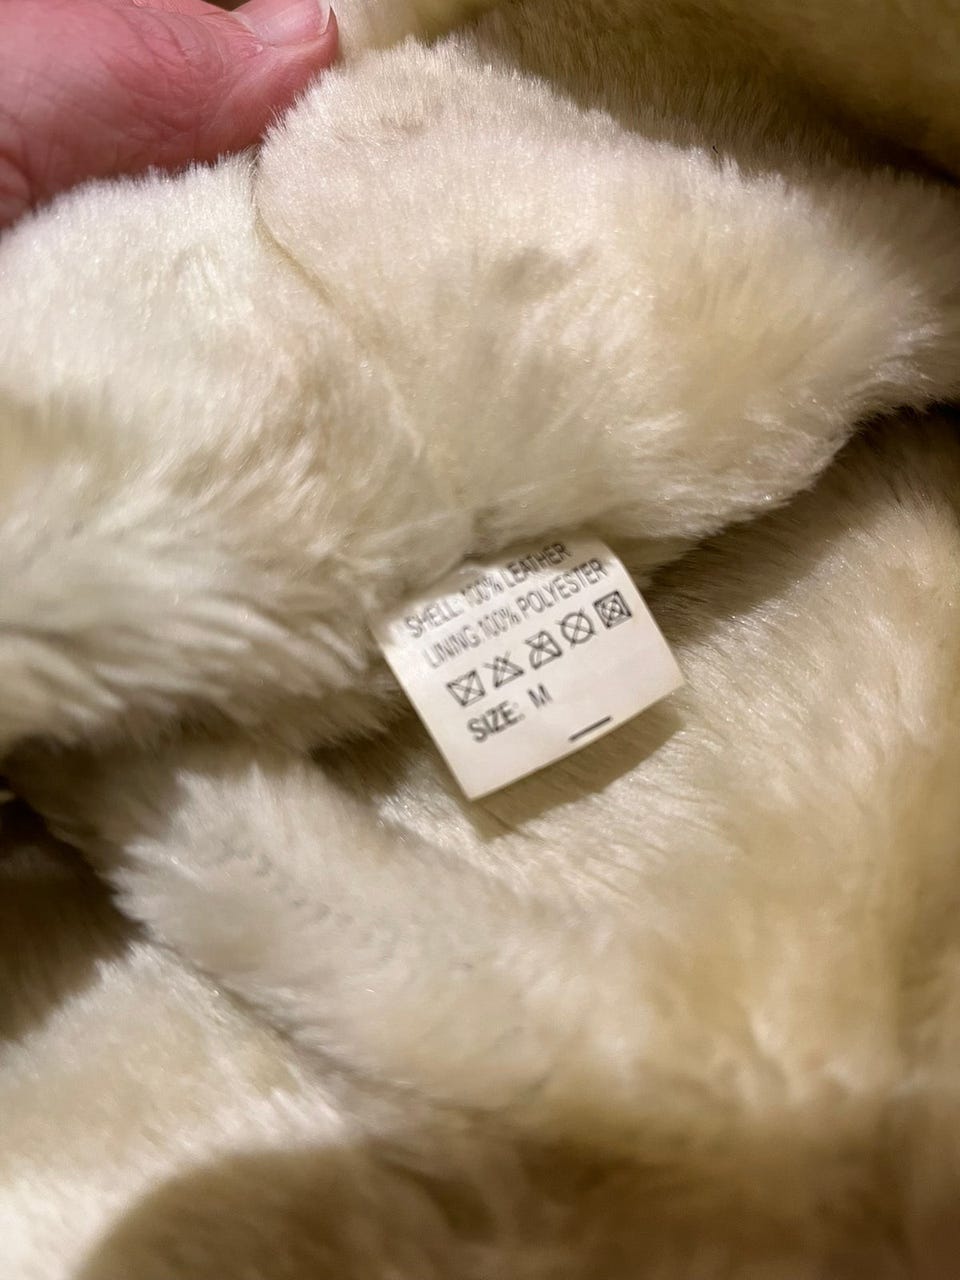 SHELL: 100% LEATHER
LINING 100% POLYESTER
SIZE: M